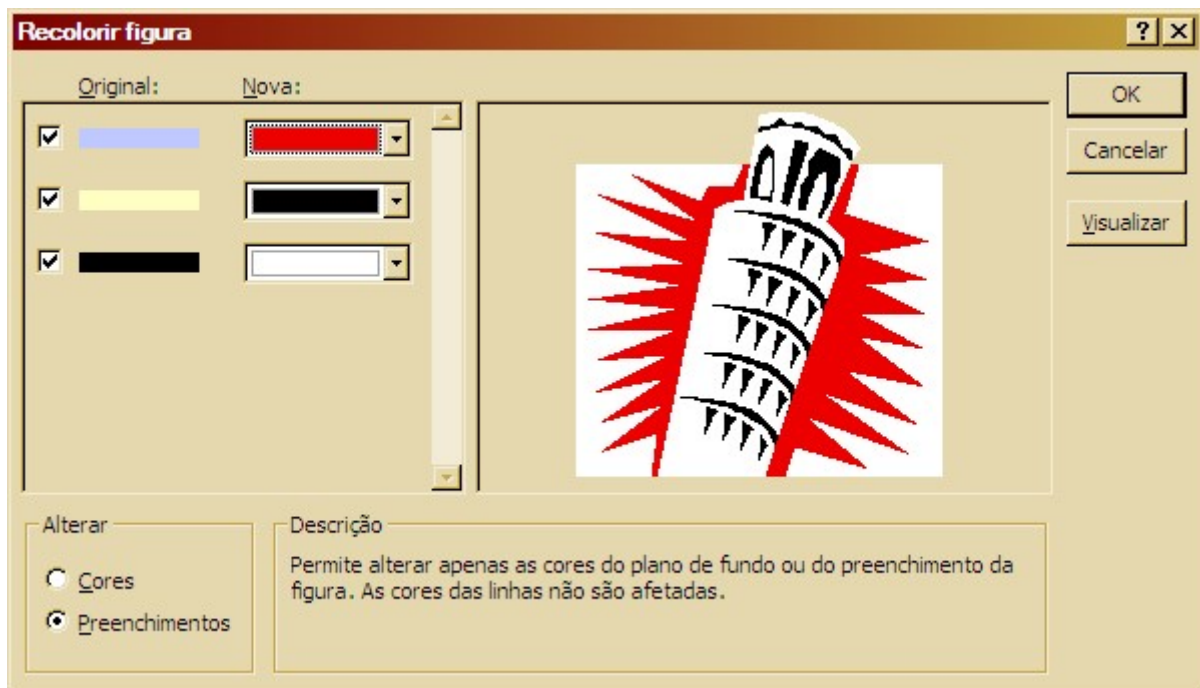 Recolorir figura
Original: Nova:
OK
Cancelar
Visualizar
Alterar
Cores
Preenchimentos
Descrição
Permite alterar apenas as cores do plano de fundo ou do preenchimento da
figura. As cores das linhas não são afetadas.